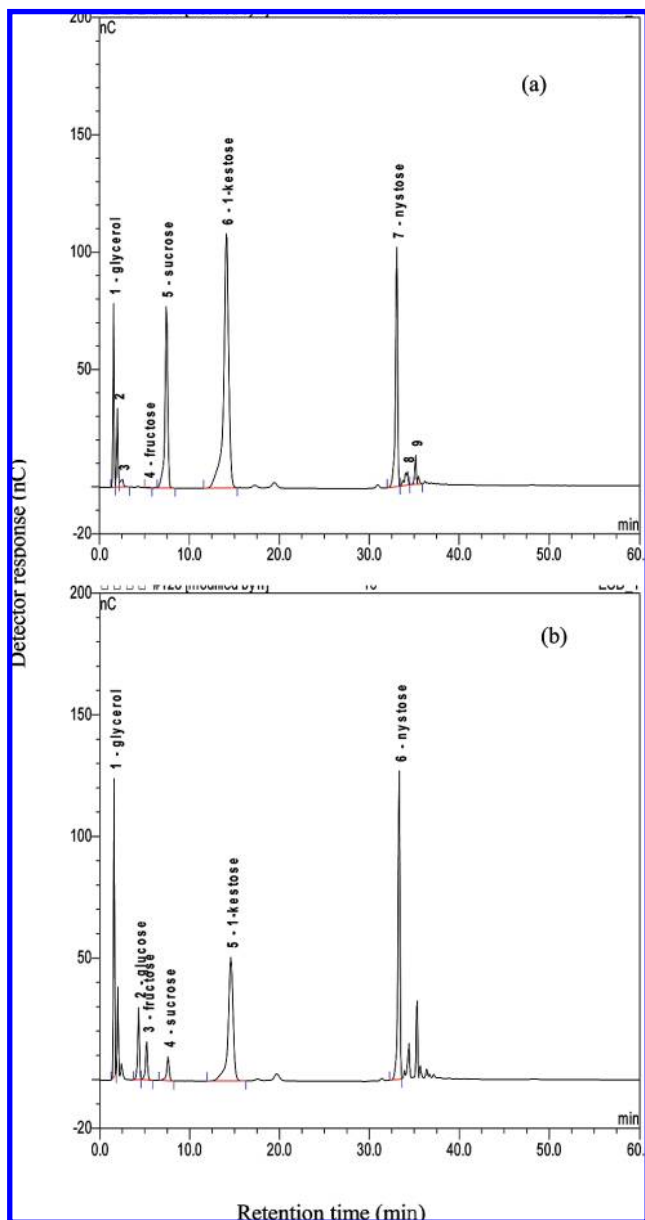 200
nC
(a)
150
100
50
-20
1 - glycerol
2
3
4 - fructose
5 - sucrose
6 - 1-kestose
7 - nystose
8
9
min
0.0 10.0 20.0 30.0 40.0 50.0 60.0
Detector response (nC)
200
nC
(b)
150
100
50
-20
1 - glycerol
2 - glucose
3 - fructose
4 - sucrose
5 - 1-kestose
6 - nystose
min
0.0 10.0 20.0 30.0 40.0 50.0 60.
Retention time (min)